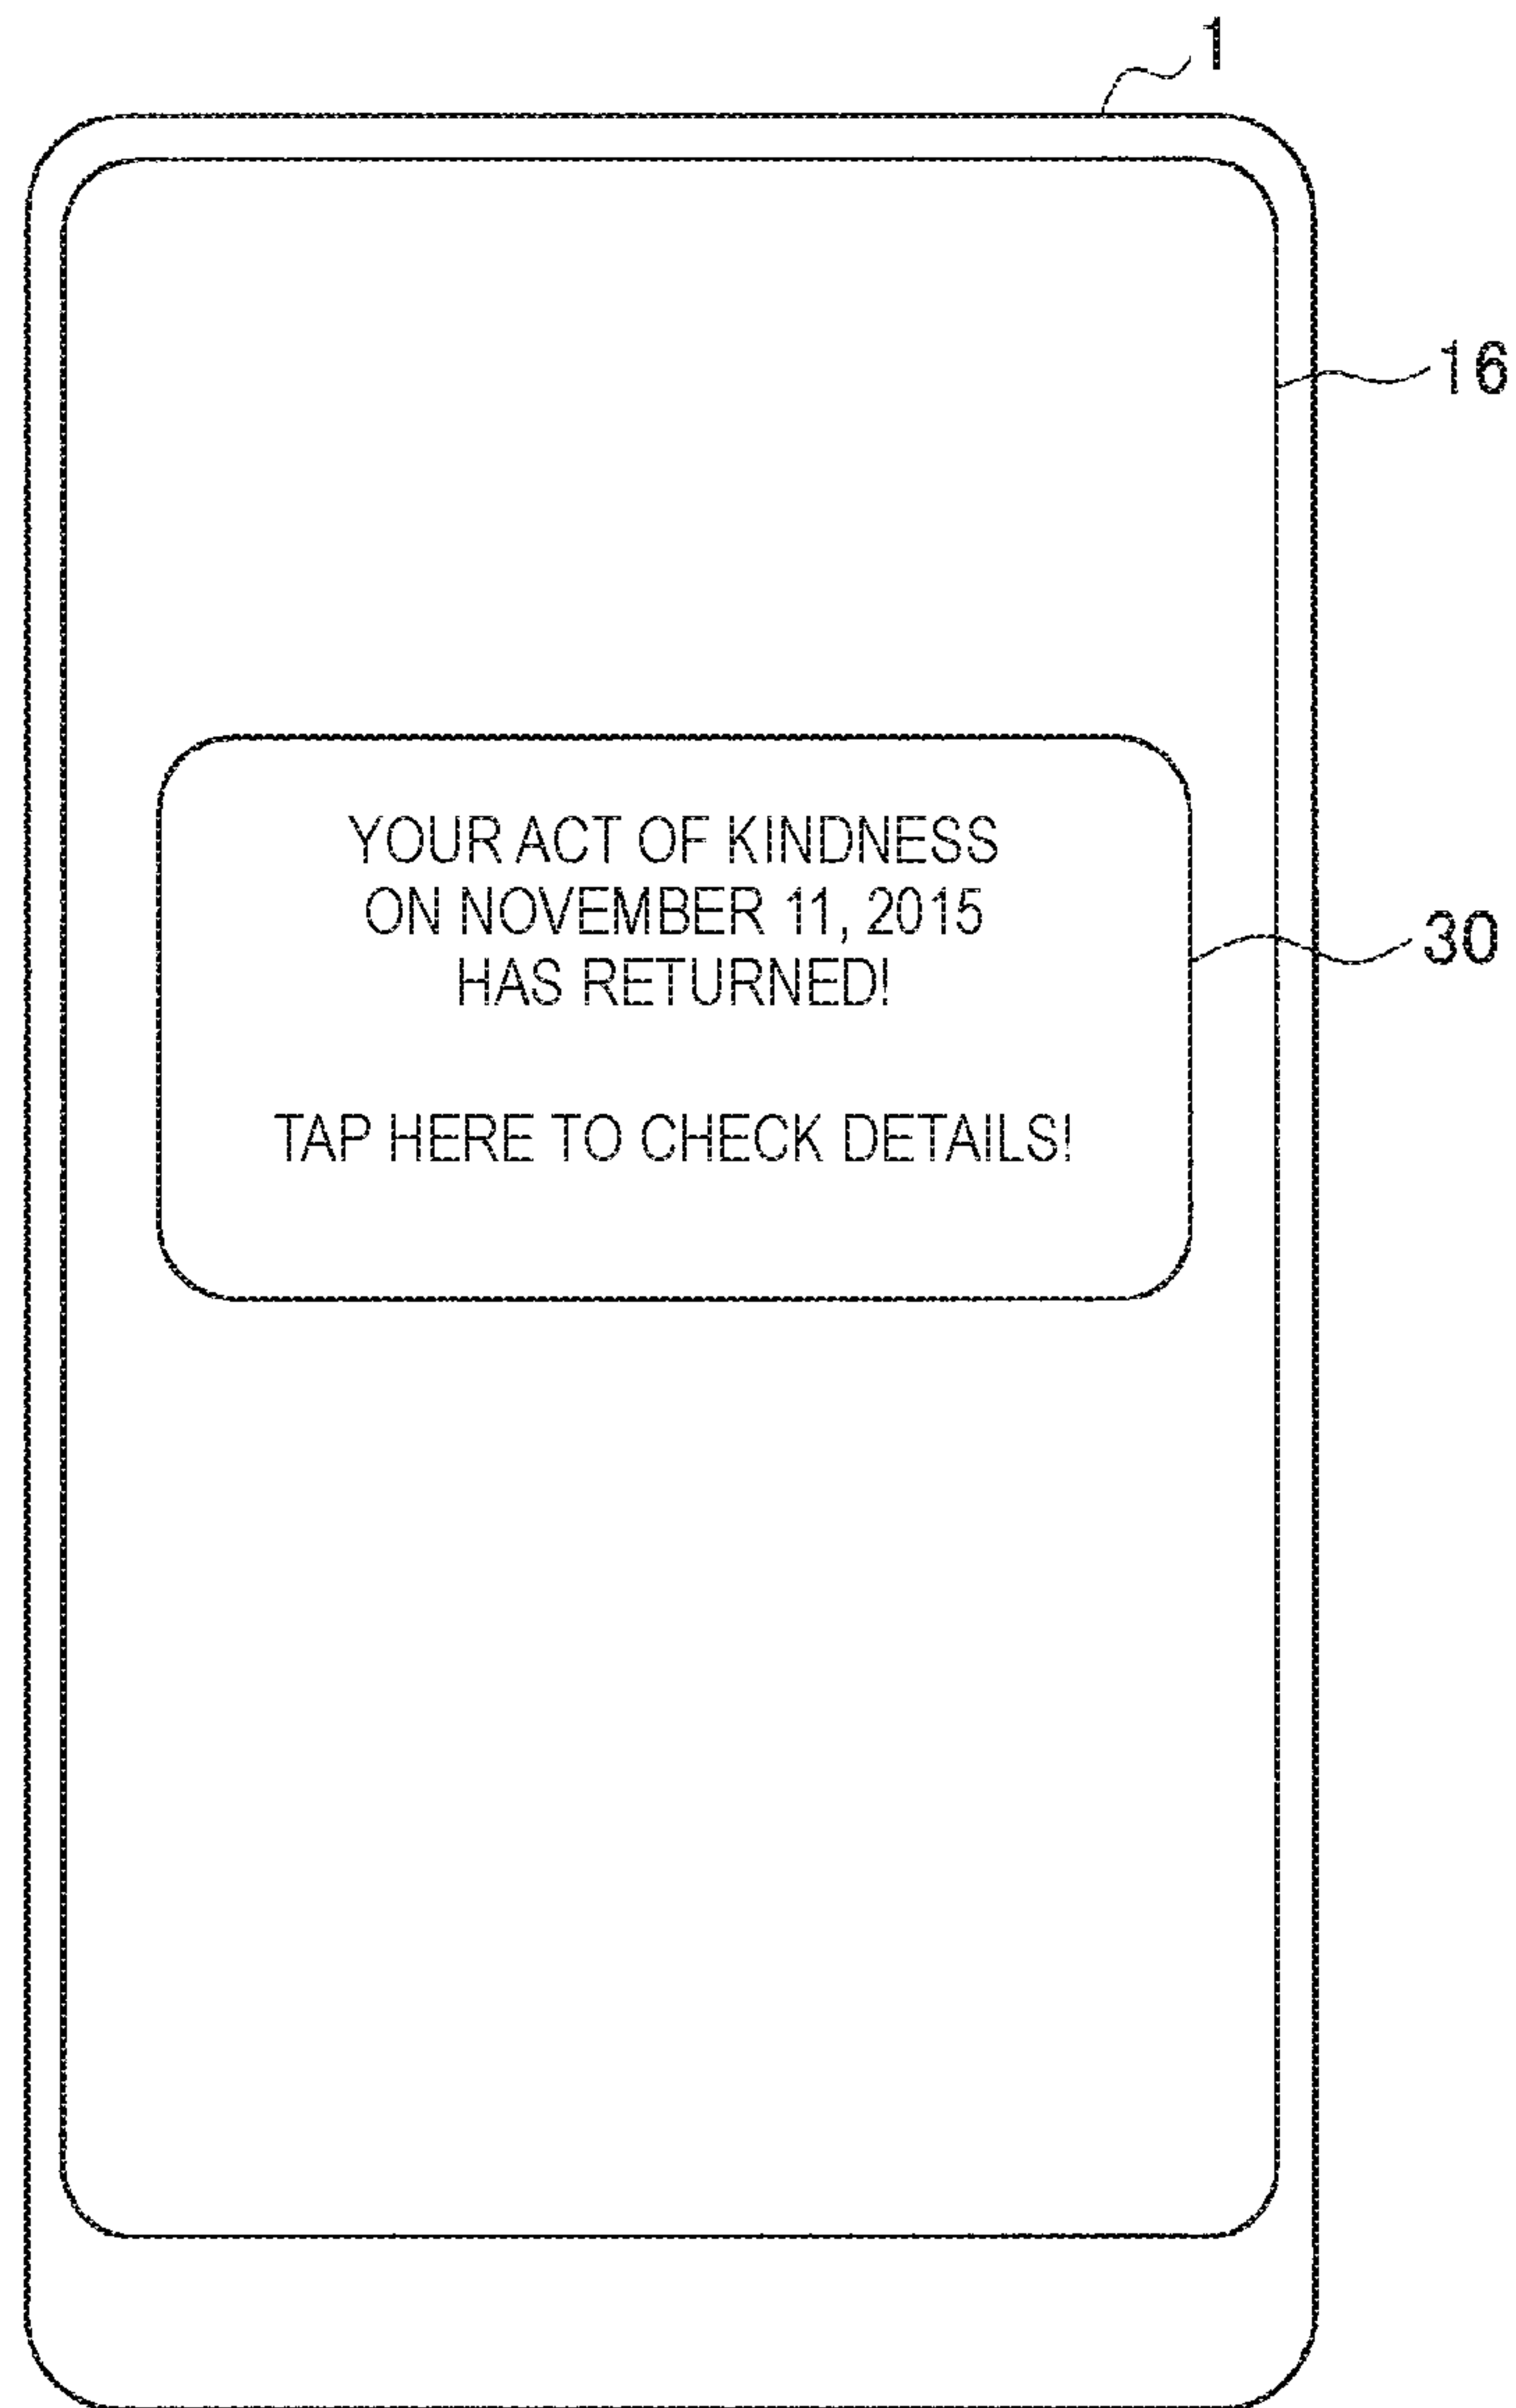 1
16
YOUR ACT OF KINDNESS
ON NOVEMBER 11, 2015
HAS RETURNED!
30
TAP HERE TO CHECK DETAILS!